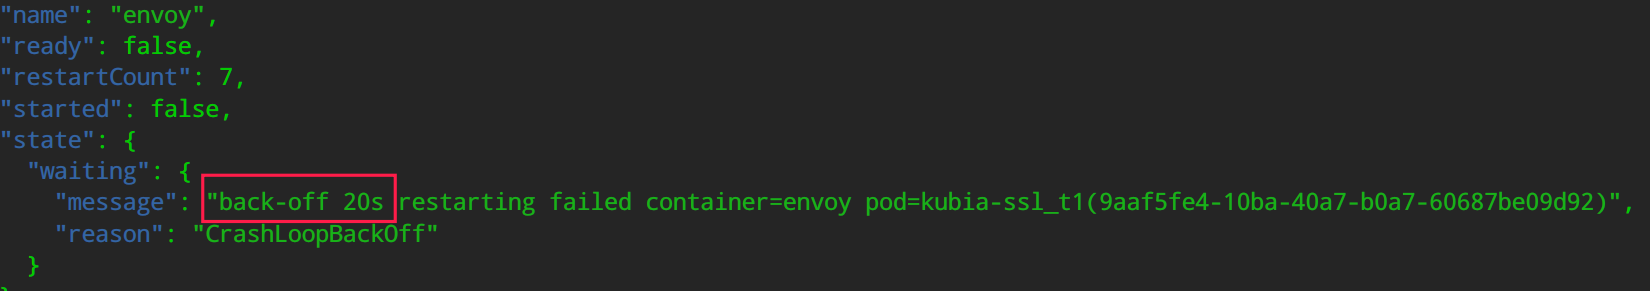 "name": "envoy",
"ready": false,
"restartCount": 7,
"started": false,
"state": {
"waiting": {
"message": "back-off 20s restarting failed container=envoy pod=kubia-ssl_t1(9aaf5fe4-10ba-40a7-b0a7-60687be09d92)",
"reason": "CrashLoopBackOff"
}